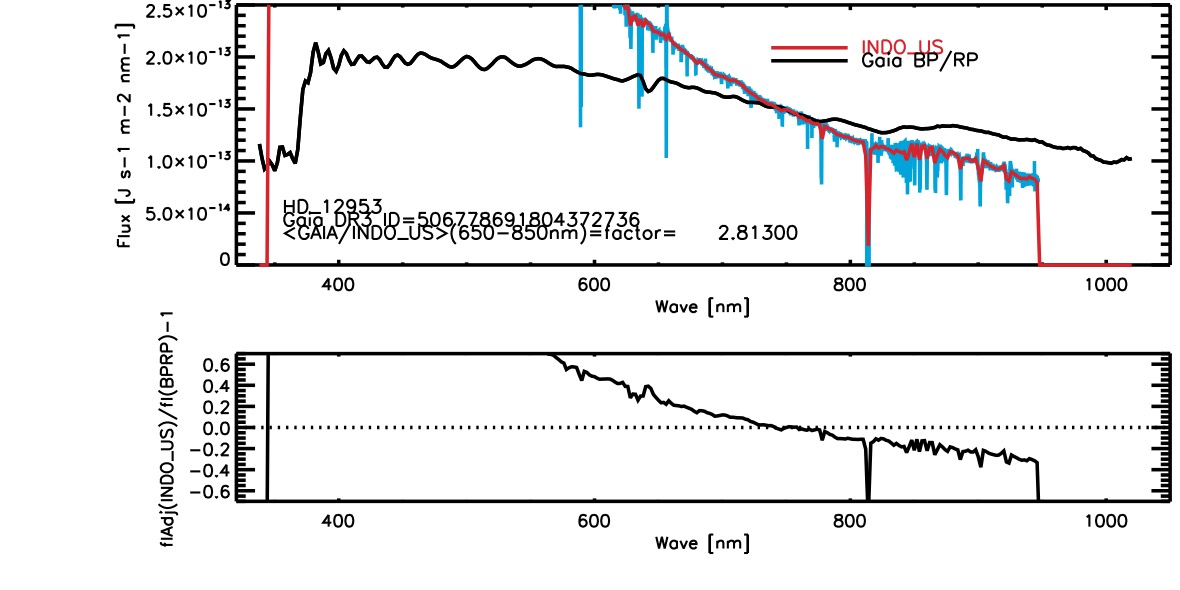 2.5×10−13
2.0×10−13
1.5×10−13
1.0×10−13
5.0×10−14
0
Flux [J s−1 m−2 nm−1]
INDO_US
Gaia BP/RP
HD_12953
Gaia DR3 ID=506778691804372736
<GAIA/INDO_US>(650−850nm)=factor= 2.81300
400 600 800 1000
Wave [nm]
0.6
0.4
0.2
0.0
−0.2
−0.4
−0.6
flAdj(INDO_US)/fl(BPRP)−1
400 600 800 1000
Wave [nm]